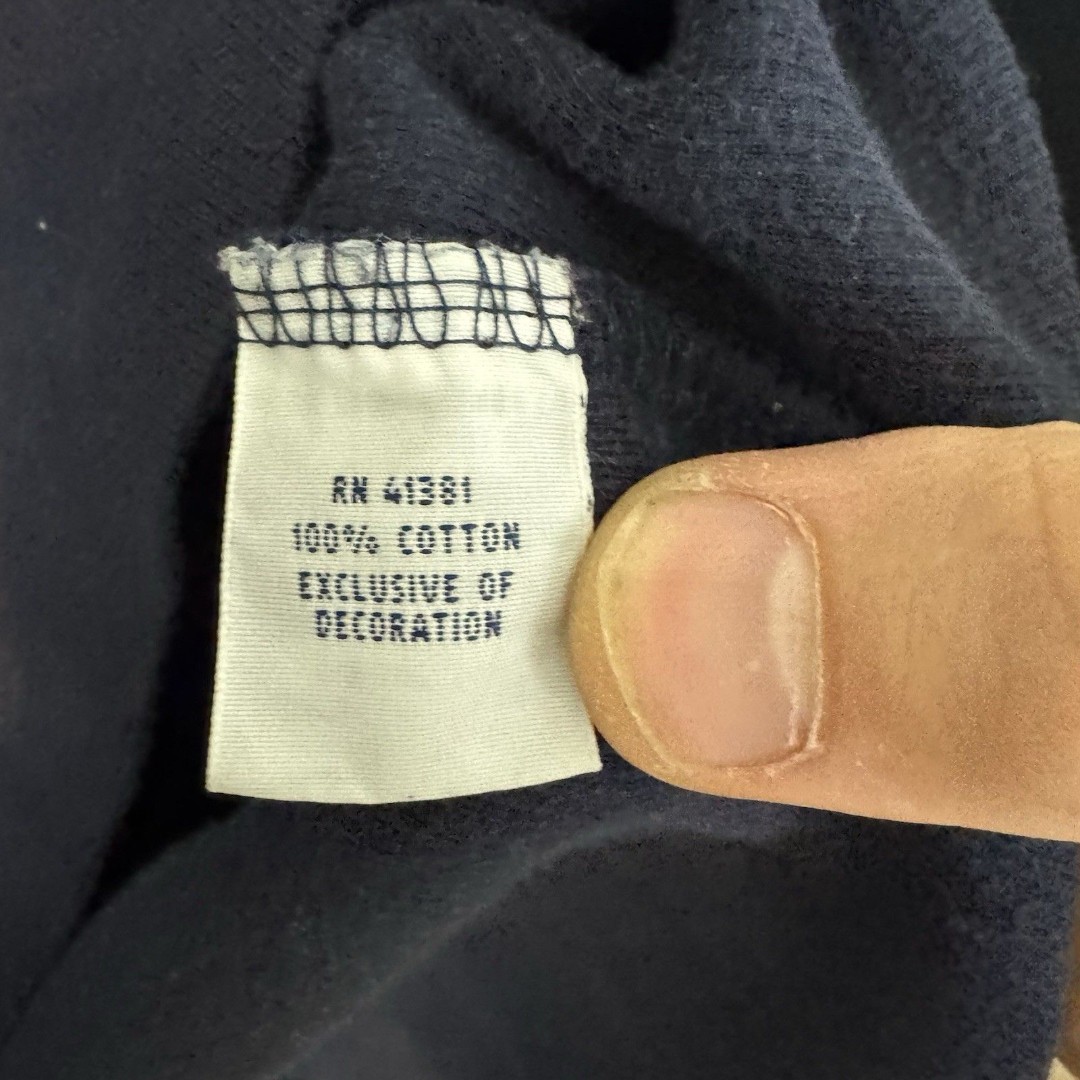 RN 41381
100% COTTON
EXCLUSIVE OF
DECORATION